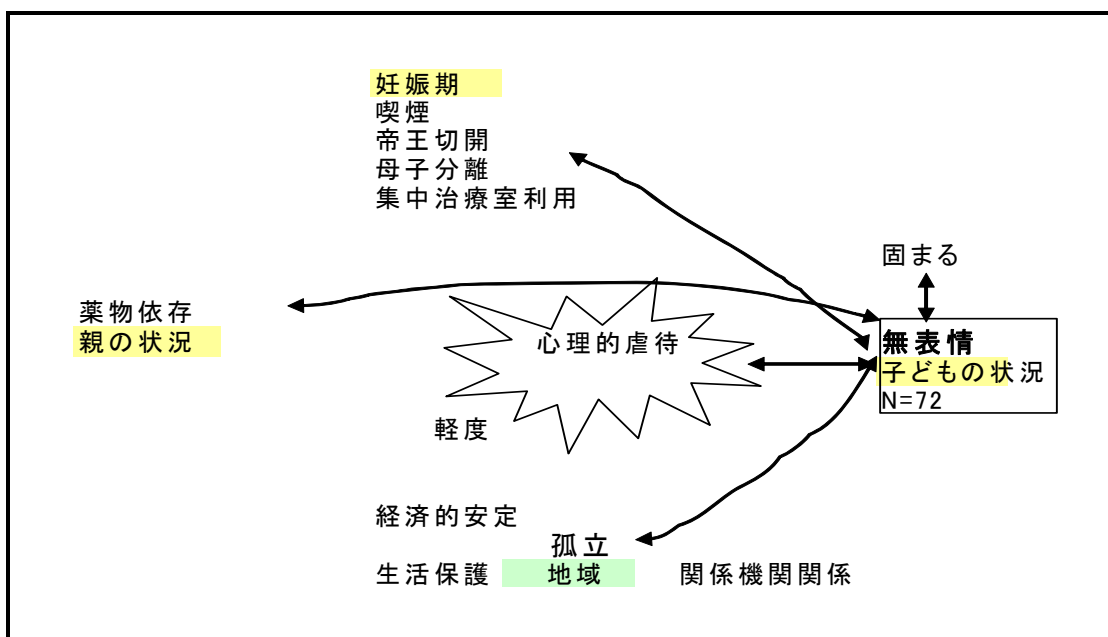 妊娠期
喫煙
帝王切開
母子分離
集中治療室利用
固まる
薬物依存
親の状況
心理的虐待
無表情
子どもの状況
N=72
軽度
経済的安定
孤立
生活保護 地域 関係機関関係